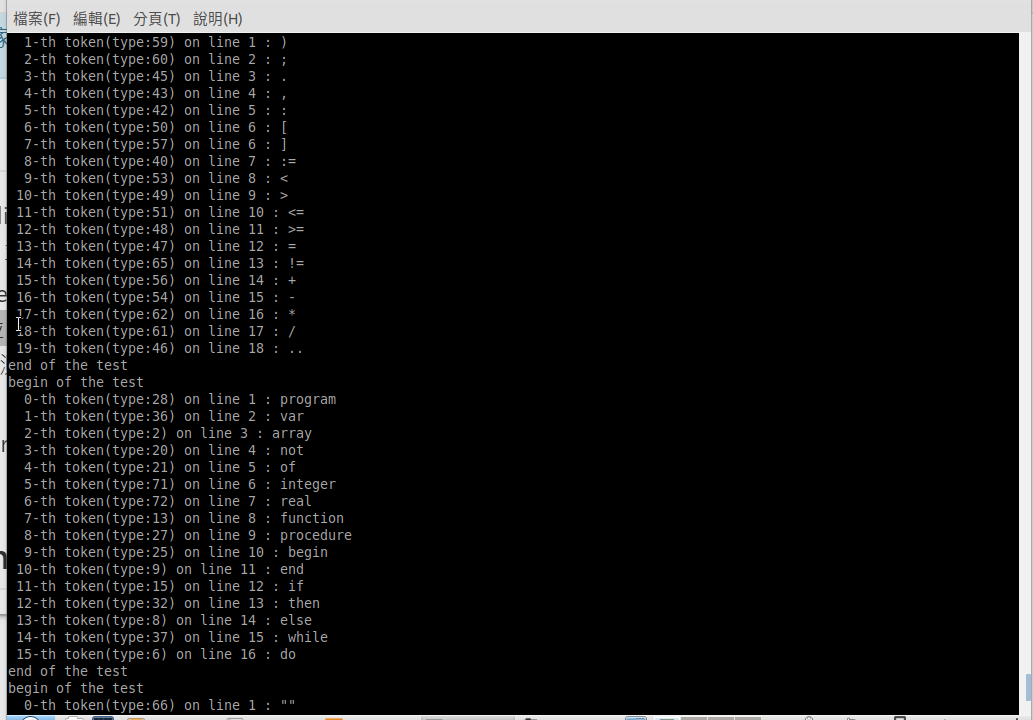 檔案(F) 編輯(E) 分頁(T) 說明(H)
1-th token(type:59) on line 1 : )
2-th token(type:60) on line 2 : ;
3-th token(type:45) on line 3 : .
4-th token(type:43) on line 4 : ,
5-th token(type:42) on line 5 : :
6-th token(type:50) on line 6 : [
7-th token(type:57) on line 6 : ]
8-th token(type:40) on line 7 : :=
9-th token(type:53) on line 8 : <
10-th token(type:49) on line 9 : >
11-th token(type:51) on line 10 : <=
12-th token(type:48) on line 11 : >=
13-th token(type:47) on line 12 : =
14-th token(type:65) on line 13 : !=
15-th token(type:56) on line 14 : +
16-th token(type:54) on line 15 : -
17-th token(type:62) on line 16 : *
18-th token(type:61) on line 17 : /
19-th token(type:46) on line 18 : ..
end of the test
begin of the test
0-th token(type:28) on line 1 : program
1-th token(type:36) on line 2 : var
2-th token(type:2) on line 3 : array
3-th token(type:20) on line 4 : not
4-th token(type:21) on line 5 : of
5-th token(type:71) on line 6 : integer
6-th token(type:72) on line 7 : real
7-th token(type:13) on line 8 : function
8-th token(type:27) on line 9 : procedure
9-th token(type:25) on line 10 : begin
10-th token(type:9) on line 11 : end
11-th token(type:15) on line 12 : if
12-th token(type:32) on line 13 : then
13-th token(type:8) on line 14 : else
14-th token(type:37) on line 15 : while
15-th token(type:6) on line 16 : do
end of the test
begin of the test
0-th token(type:66) on line 1 : ""